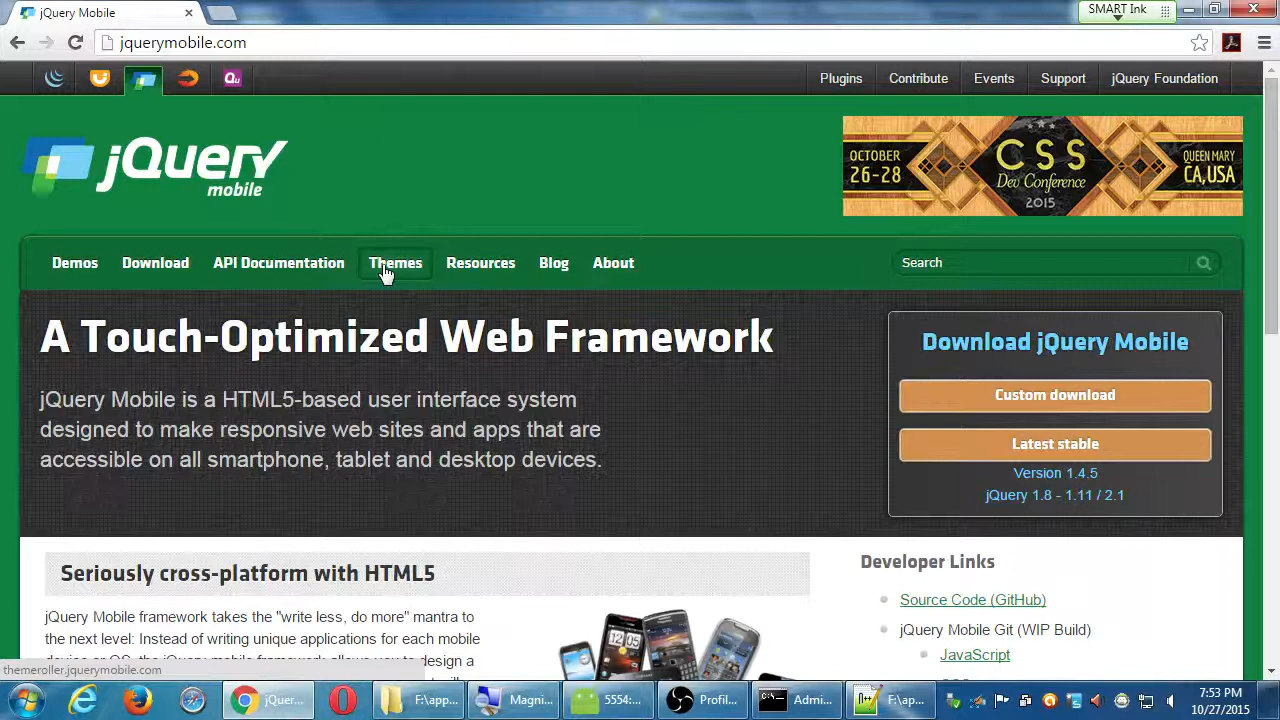 jQuery Mobile
SMART Ink
jquerymobile.com
Plugins
Contribute
Events
Support
jQuery Foundation
jQuery
mobile
OCTOBER
26-28
CSS
Dev Conference
2015
QUEEN MARY
CA, USA
Demos
Download
API Documentation
Themes
Resources
Blog
About
Search
A Touch-Optimized Web Framework
jQuery Mobile is a HTML5-based user interface system
designed to make responsive web sites and apps that are
accessible on all smartphone, tablet and desktop devices.
Download jQuery Mobile
Custom download
Latest stable
Version 1.4.5
jQuery 1.8 - 1.11 / 2.1
Seriously cross-platform with HTML5
jQuery Mobile framework takes the "write less, do more" mantra to
the next level: Instead of writing unique applications for each mobile
device or OS, the jQuery mobile framework allows you to design a
Developer Links
Source Code (GitHub)
jQuery Mobile Git (WIP Build)
JavaScript
themeroller.jquerymobile.com
jQuer...
F:\app...
Magni...
5554:...
Profil...
Admi...
F:\ap...
7:53 PM
10/27/2015